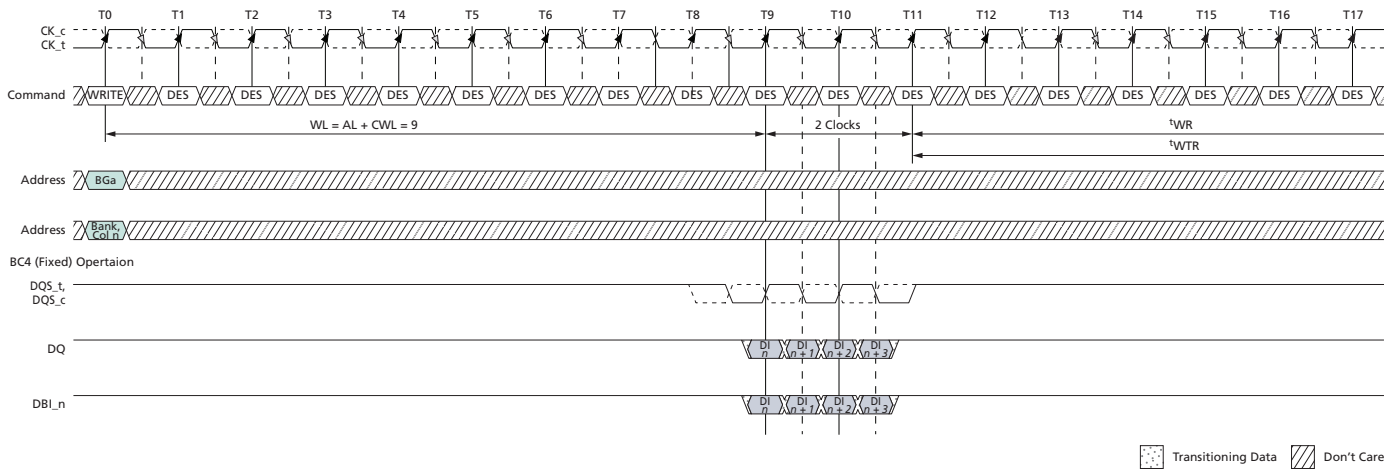 T0 T1 T2 T3 T4 T5 T6 T7 T8 T9 T10 T11 T12 T13 T14 T15 T16 T17
CK_c
CK_t
Command WRITE DES DES DES DES DES DES DES DES DES DES DES DES DES DES DES DES DES
WL = AL + CWL = 9 2 Clocks tWR
tWTR
Address BGa
Address Bank, Col n
BC4 (Fixed) Opertaion
DQS_t,
DQS_c
DQ DI n DI n + 1 DI n + 2 DI n + 3
DBI_n DI n DI n + 1 DI n + 2 DI n + 3
Transitioning Data Don't Care